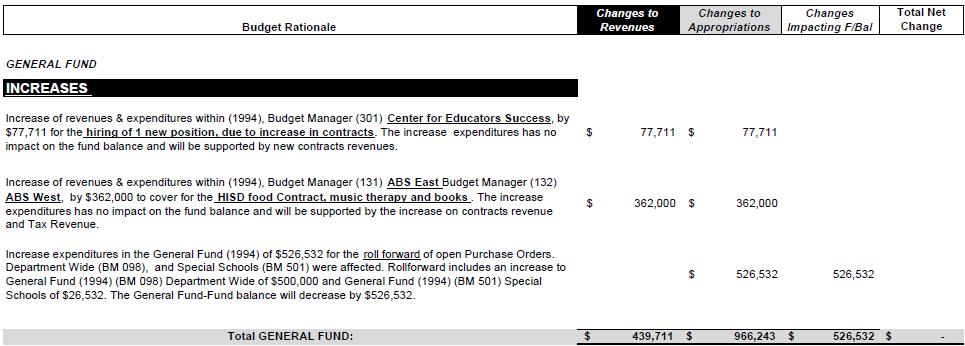 Budget Rationale Changes to Revenues Changes to Appropriations Changes Impacting F/Bal Total Net Change
GENERAL FUND
INCREASES
Increase of revenues & expenditures within (1994), Budget Manager (301) Center for Educators Success, by
$77,711 for the hiring of 1 new position, due to increase in contracts. The increase expenditures has no $ 77,711 $ 77,711
impact on the fund balance and will be supported by new contracts revenues.
Increase of revenues & expenditures within (1994), Budget Manager (131) ABS East Budget Manager (132)
ABS West, by $362,000 to cover for the HISD food Contract, music therapy and books . The increase $ 362,000 $ 362,000
expenditures has no impact on the fund balance and will be supported by the increase on contracts revenue
and Tax Revenue.
Increase expenditures in the General Fund (1994) of $526,532 for the roll forward of open Purchase Orders.
Department Wide (BM 098), and Special Schools (BM 501) were affected. Rollforward includes an increase to $ 526,532 526,532
General Fund (1994) (BM 098) Department Wide of $500,000 and General Fund (1994) (BM 501) Special
Schools of $26,532. The General Fund-Fund balance will decrease by $526,532.
Total GENERAL FUND: $ 439,711 $ 966,243 $ 526,532 $ -